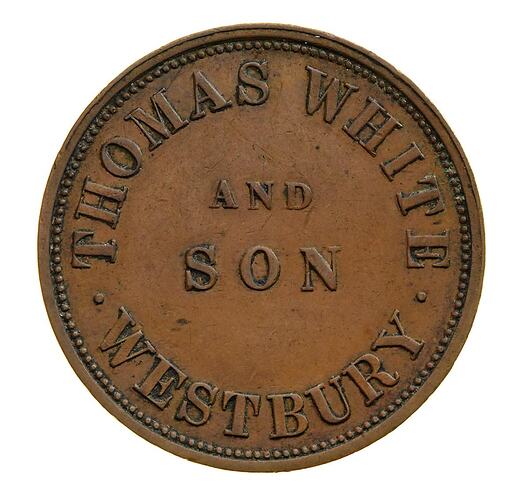 THOMAS WHITE
AND
SON
· WESTBURY ·